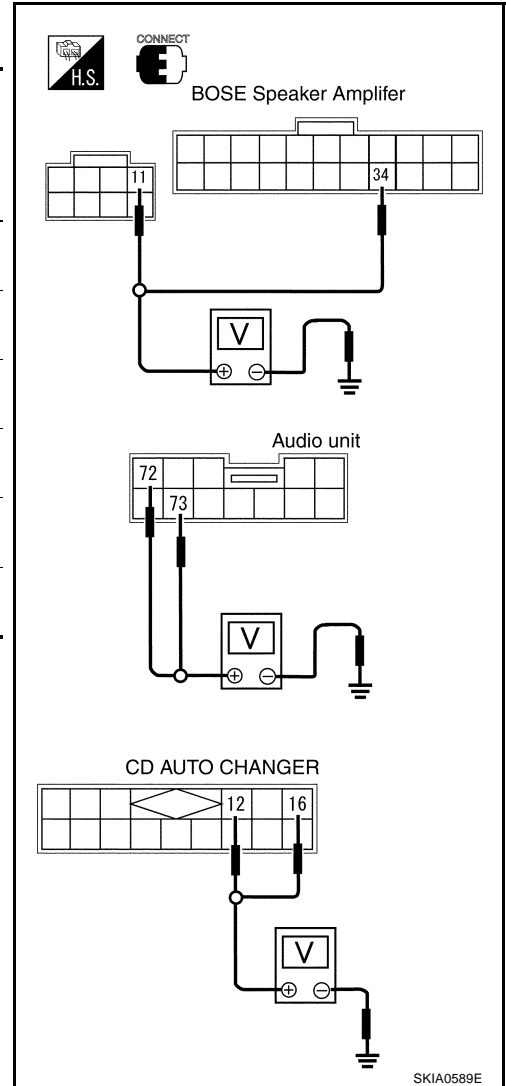 CONNECT
H.S.
BOSE Speaker Amplifer
11
34
V
+ −
Audio unit
72
73
V
+ −
CD AUTO CHANGER
12 16
V
+ −
SKIA0589E